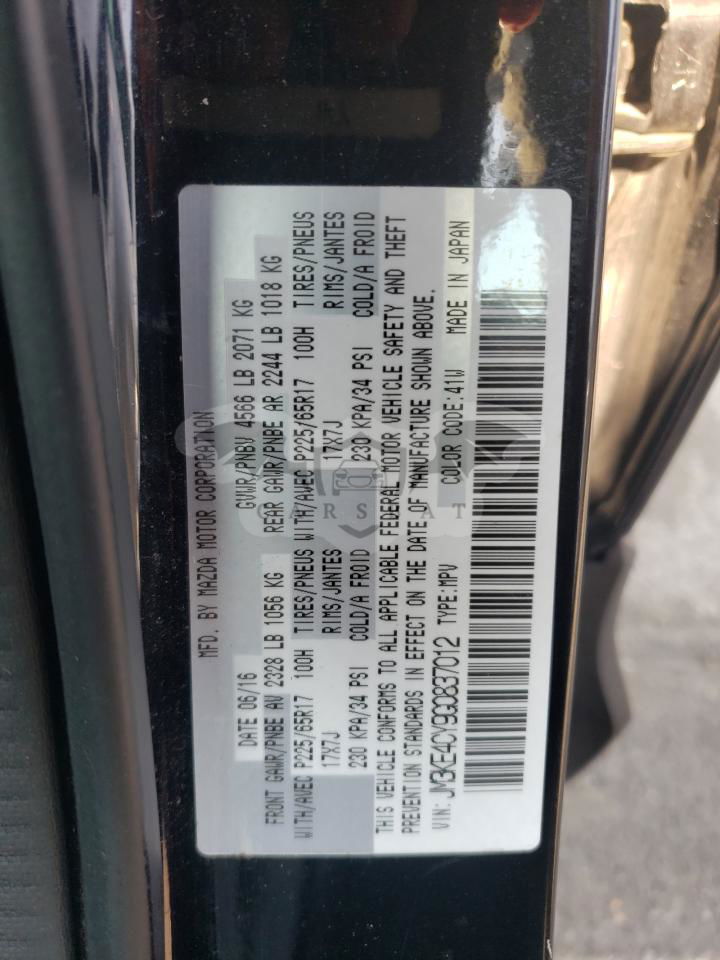 MFD. BY MAZDA MOTOR CORPORATION
DATE 06/16 GVWR/PNBV 4566 LB 2071 KG
FRONT GAWR/PNBE AV 2328 LB 1056 KG REAR GAWR/PNBE AR 2244 LB 1018 KG
WITH/AVEC P225/65R17 100H TIRES/PNEUS WITH/AVEC P225/65R17 100H TIRES/PNEUS
17X7J RIMS/JANTES 17X7J RIMS/JANTES
230 KPA/34 PSI COLD/A FROID 230 KPA/34 PSI COLD/A FROID
THIS VEHICLE CONFORMS TO ALL APPLICABLE FEDERAL MOTOR VEHICLE SAFETY AND THEFT
PREVENTION STANDARDS IN EFFECT ON THE DATE OF MANUFACTURE SHOWN ABOVE.
VIN: JM3KE4CY9G0837012 TYPE:MPV COLOR CODE:41W MADE IN JAPAN
CARS AT